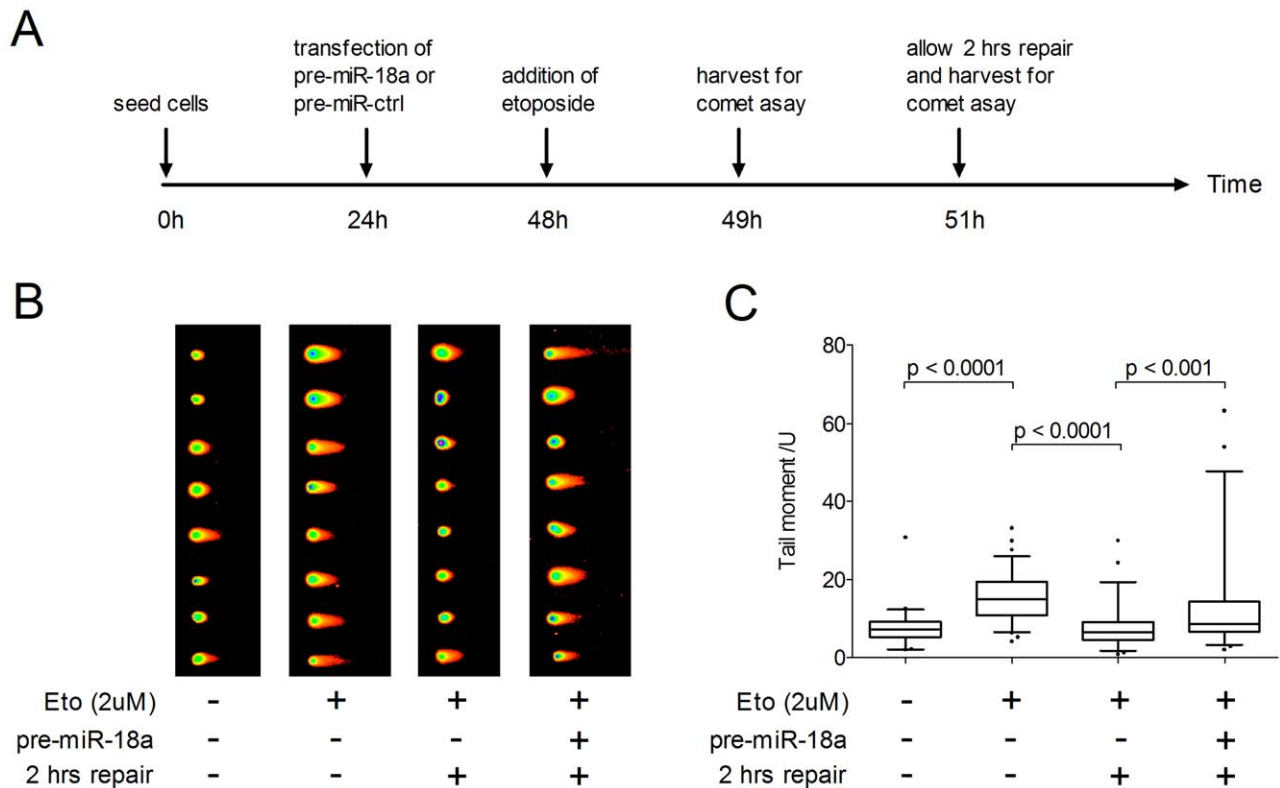 A
seed cells
transfection of
pre-miR-18a or
pre-miR-ctrl
addition of
etoposide
harvest for
comet asay
allow 2 hrs repair
and harvest for
comet asay
Time
0h 24h 48h 49h 51h
B
Eto (2uM) - + + +
pre-miR-18a - - - +
2 hrs repair - - + +
C
Tail moment /U
80
60
40
20
0
p < 0.0001
p < 0.001
p < 0.0001
Eto (2uM) - + + +
pre-miR-18a - - - +
2 hrs repair - - + +